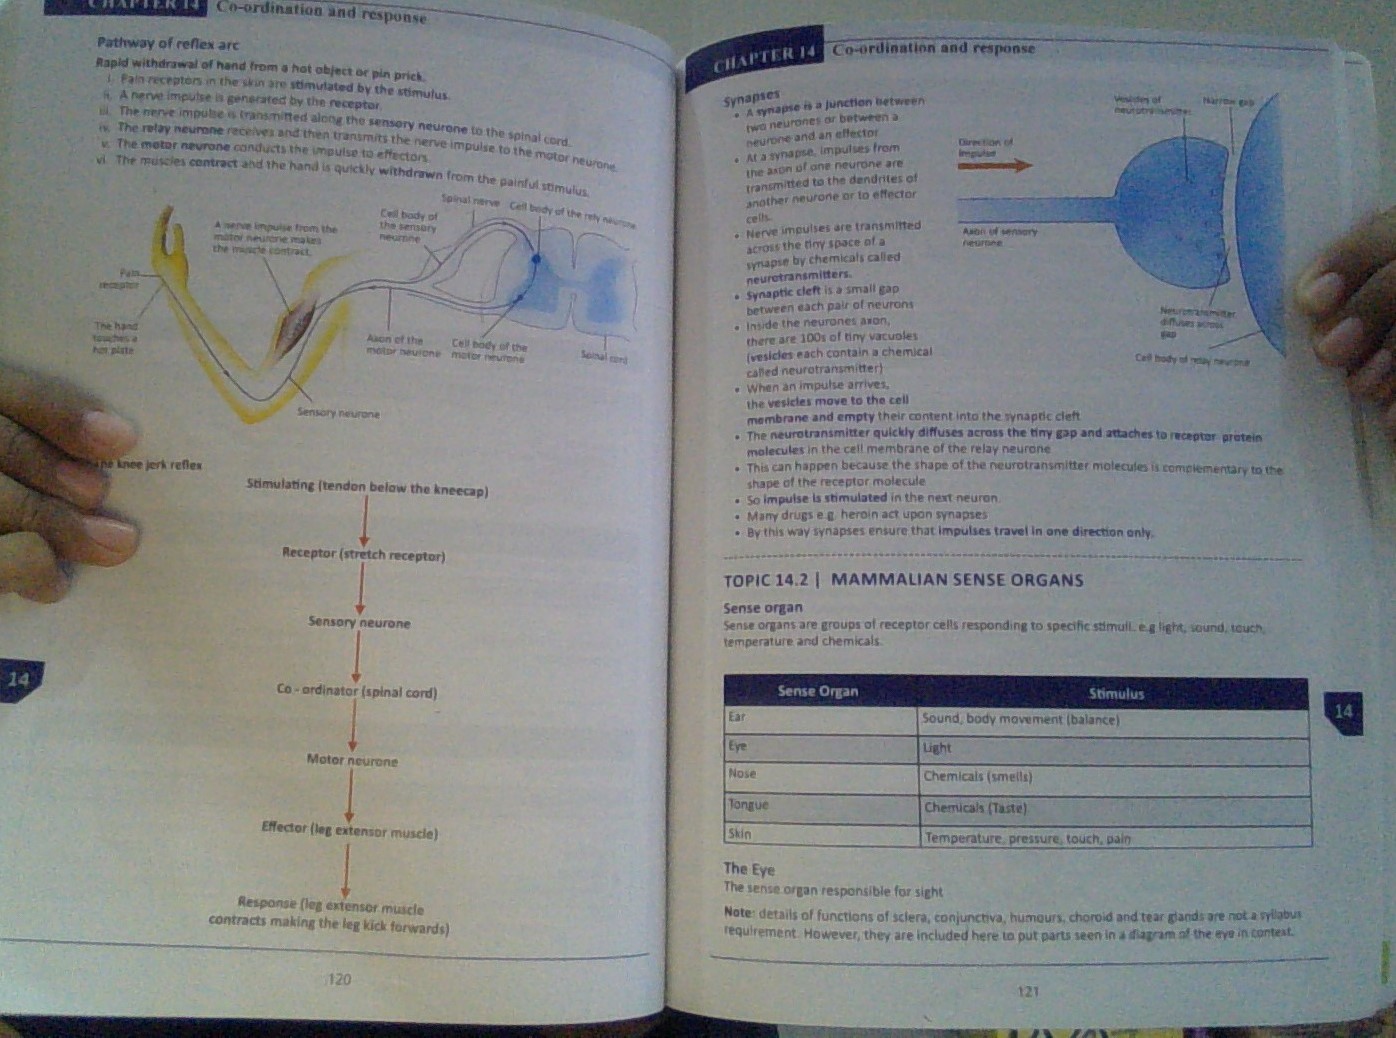 CHAPTER 14 Co-ordination and response
Pathway of reflex arc
Rapid withdrawal of hand from a hot object or pin prick.
i. Pain receptors in the skin are stimulated by the stimulus.
ii. A nerve impulse is generated by the receptor.
iii. The nerve impulse is transmitted along the sensory neurone to the spinal cord.
iv. The relay neurone receives and then transmits the nerve impulse to the motor neurone.
v. The motor neurone conducts the impulse to effectors.
vi. The muscles contract and the hand is quickly withdrawn from the painful stimulus.
A nerve impulse from the
motor neurone makes
the muscle contract.
Cell body of
the sensory
neurone
Spinal nerve
Cell body of the rely neurone
Pain
receptor
The hand
touches a
hot plate
Axon of the
motor neurone
Cell body of the
motor neurone
Spinal cord
Sensory neurone
he knee jerk reflex
Stimulating (tendon below the kneecap)
Receptor (stretch receptor)
Sensory neurone
Co - ordinator (spinal cord)
Motor neurone
Effector (leg extensor muscle)
Response (leg extensor muscle
contracts making the leg kick forwards)
14
120
CHAPTER 14 Co-ordination and response
Synapses
• A synapse is a junction between
two neurones or between a
neurone and an effector
• At a synapse, impulses from
the axon of one neurone are
transmitted to the dendrites of
another neurone or to effector
cells.
• Nerve impulses are transmitted
across the tiny space of a
synapse by chemicals called
neurotransmitters.
• Synaptic cleft is a small gap
between each pair of neurons
• Inside the neurones axon,
there are 100s of tiny vacuoles
(vesicles each contain a chemical
called neurotransmitter)
• When an impulse arrives,
the vesicles move to the cell
membrane and empty their content into the synaptic cleft
• The neurotransmitter quickly diffuses across the tiny gap and attaches to receptor protein
molecules in the cell membrane of the relay neurone
• This can happen because the shape of the neurotransmitter molecules is complementary to the
shape of the receptor molecule
• So impulse is stimulated in the next neuron
• Many drugs e.g. heroin act upon synapses
• By this way synapses ensure that impulses travel in one direction only.
Direction of
impulse
Vesicles of
neurotransmitter
Narrow gap
Axon of sensory
neurone
Neurotransmitter
diffuses across
gap
Cell body of relay neurone
TOPIC 14.2 | MAMMALIAN SENSE ORGANS
Sense organ
Sense organs are groups of receptor cells responding to specific stimuli. e.g light, sound, touch,
temperature and chemicals.
Sense Organ Stimulus
Ear Sound, body movement (balance)
Eye Light
Nose Chemicals (smells)
Tongue Chemicals (Taste)
Skin Temperature, pressure, touch, pain
The Eye
The sense organ responsible for sight
Note: details of functions of sclera, conjunctiva, humours, choroid and tear glands are not a syllabus
requirement. However, they are included here to put parts seen in a diagram of the eye in context.
14
121